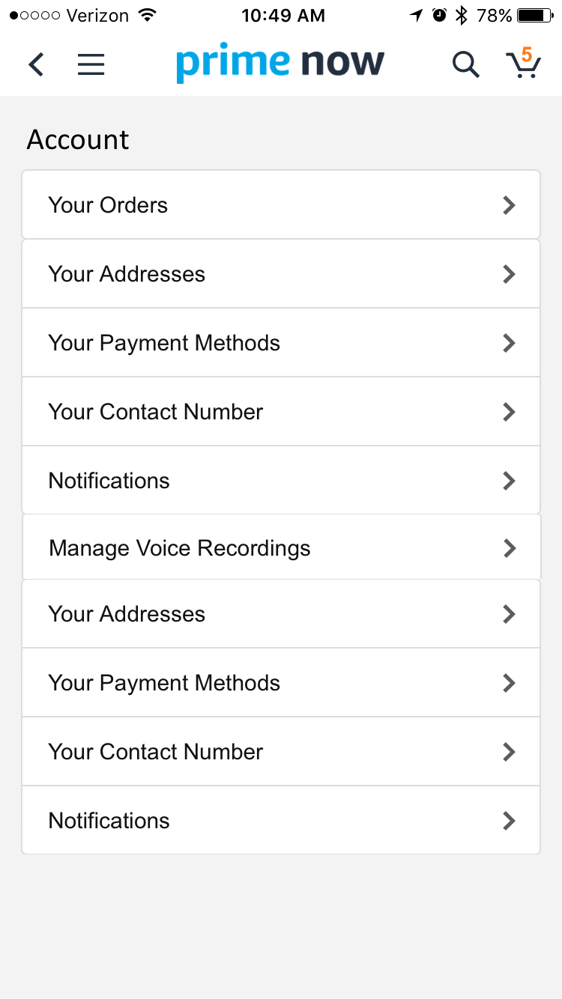 Verizon 10:49 AM 78%
prime now 5
Account
Your Orders
Your Addresses
Your Payment Methods
Your Contact Number
Notifications
Manage Voice Recordings
Your Addresses
Your Payment Methods
Your Contact Number
Notifications